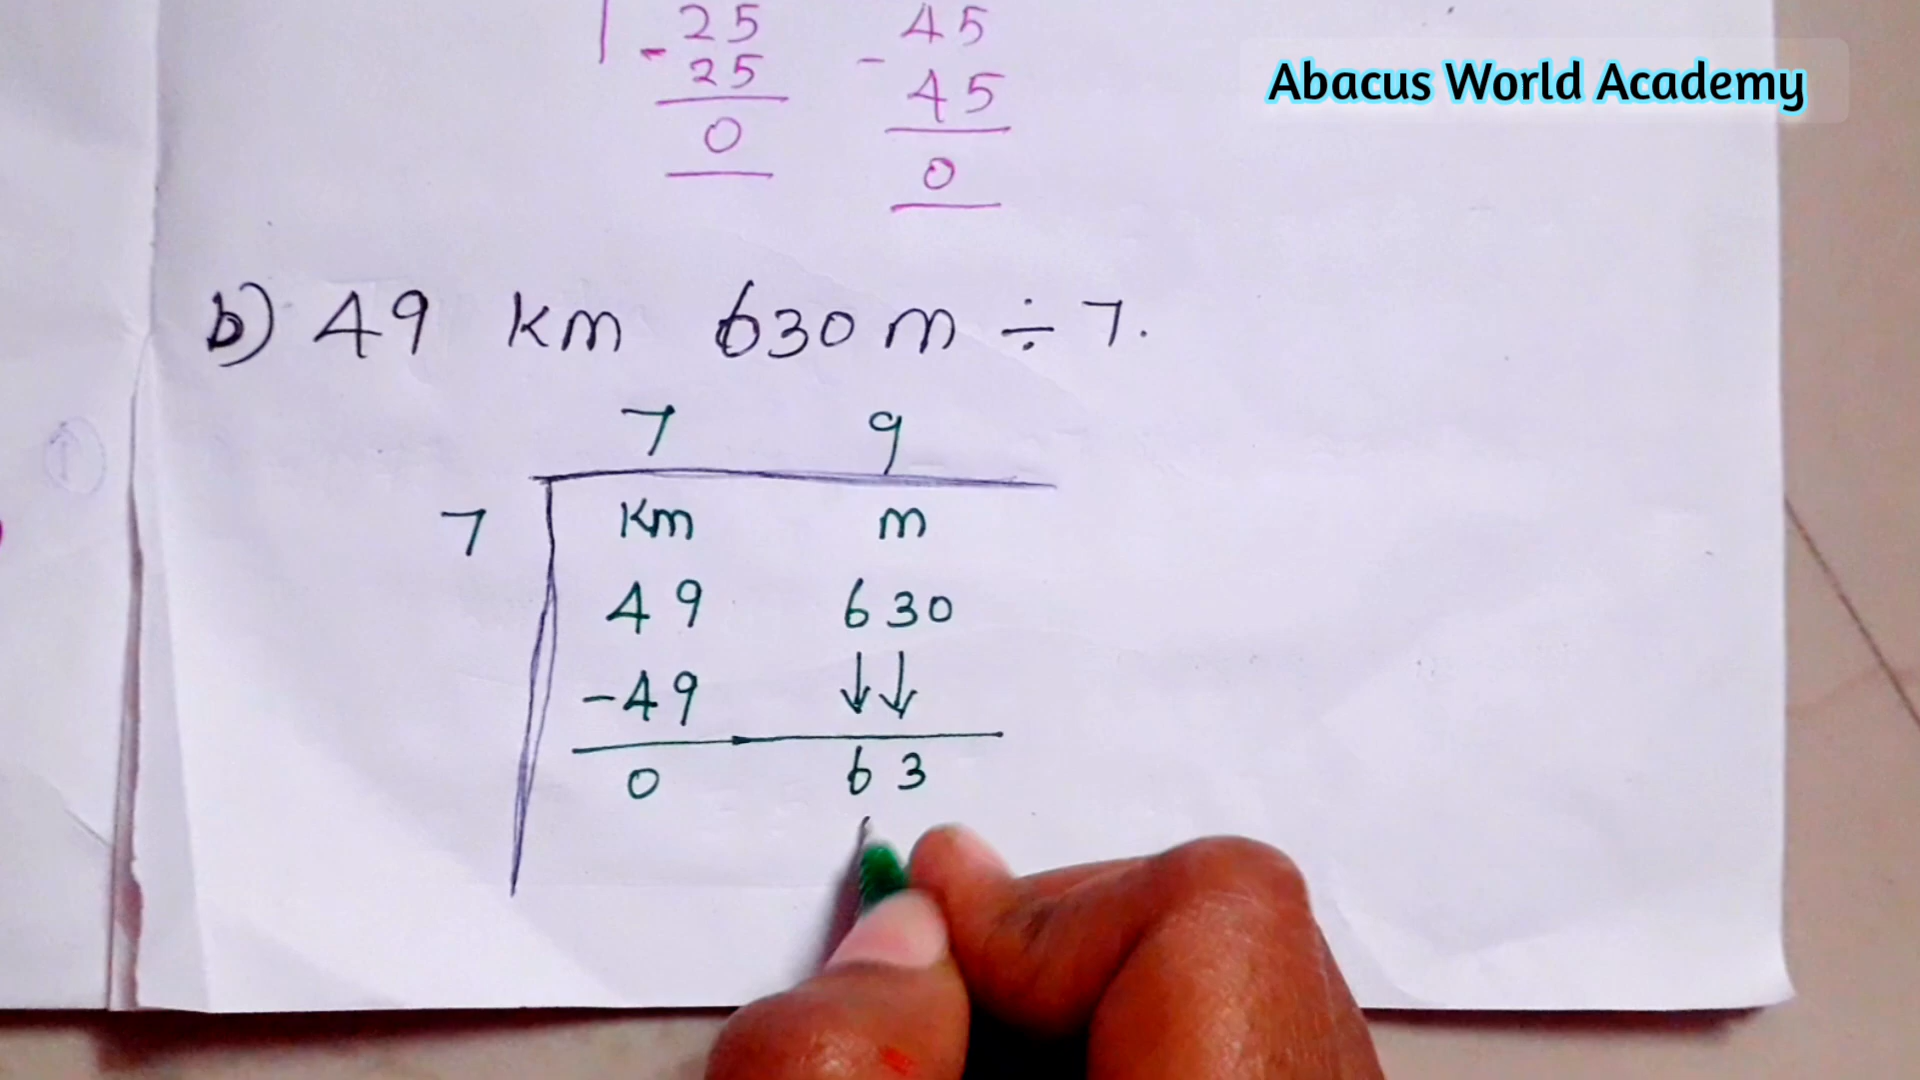 25 45
- 25 - 45
0 0
Abacus World Academy
b) 49 km 630 m ÷ 7.
7 9
7 km m
49 630
-49 ↓↓
0 63